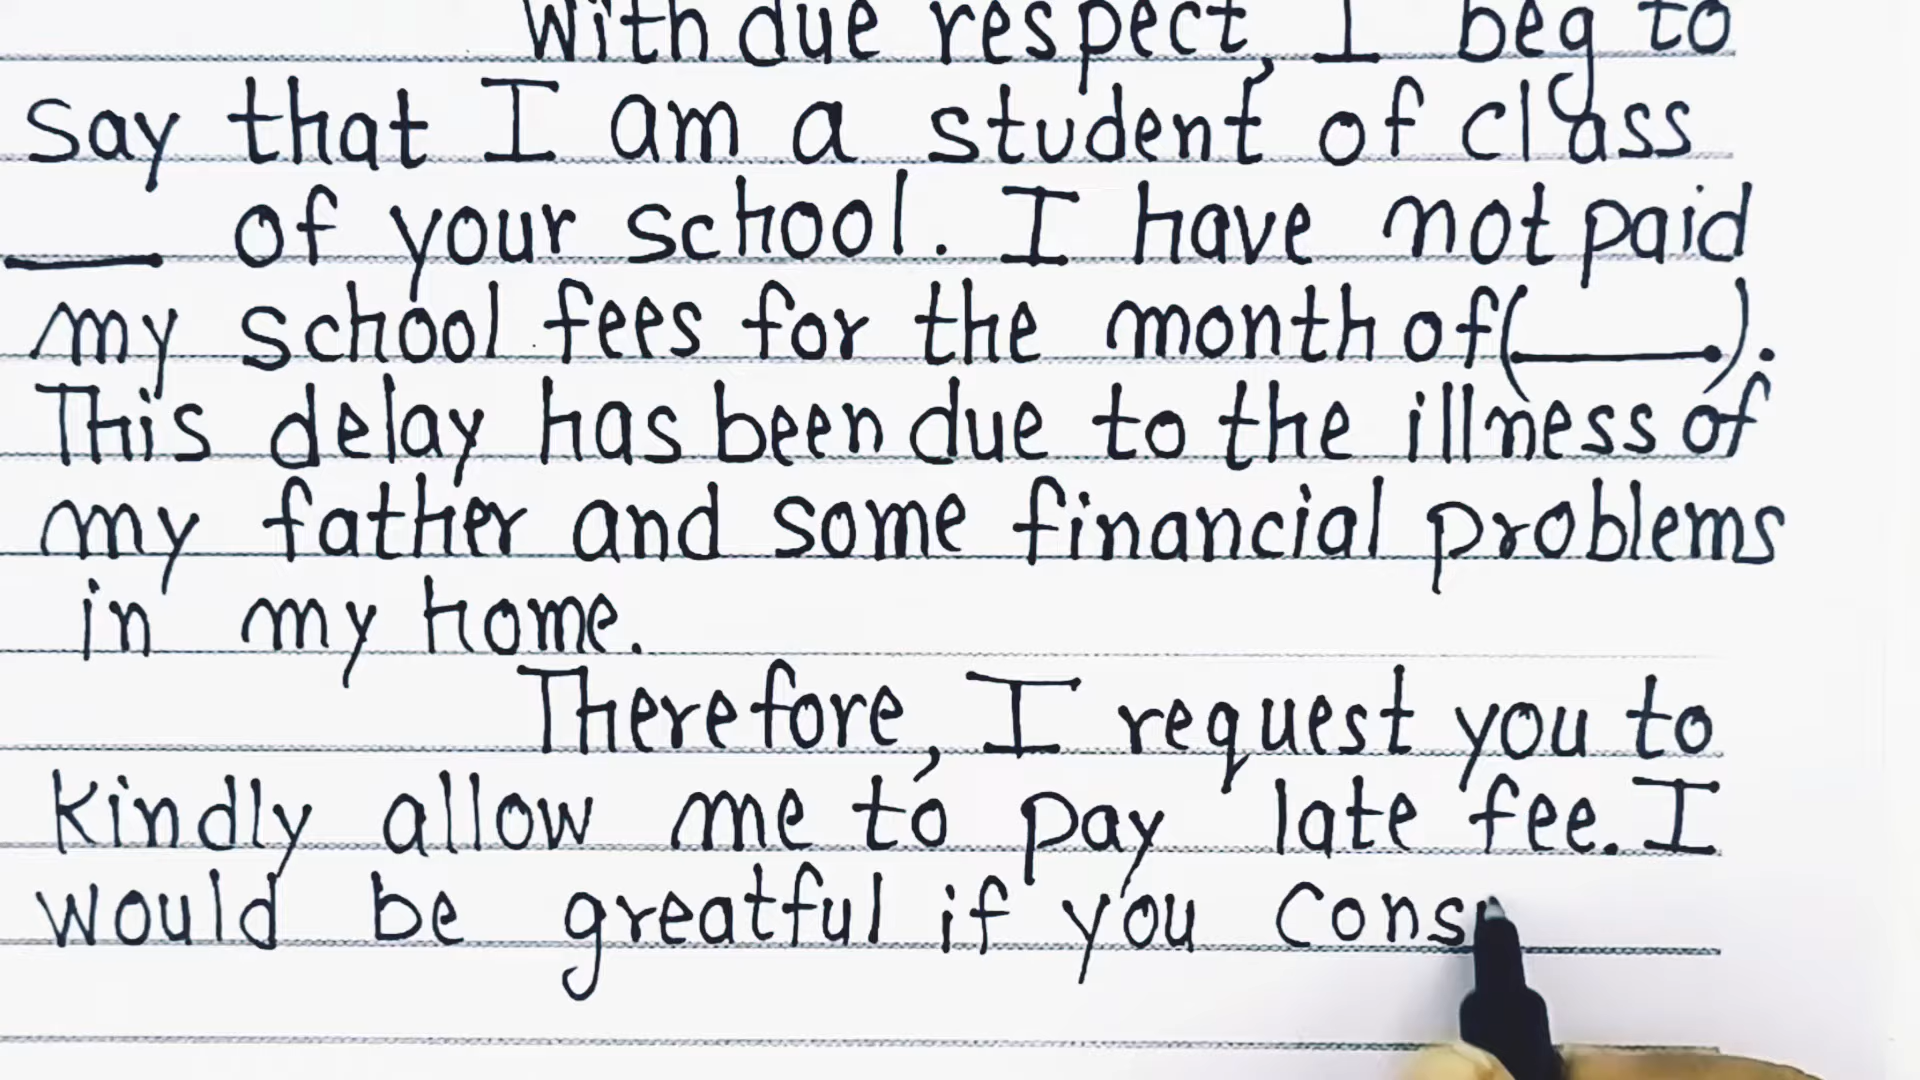 With due respect, I beg to
say that I am a student of class
___ of your school. I have not paid
my school fees for the month of(______).
This delay has been due to the illness of
my father and some financial problems
in my home.
Therefore, I request you to
kindly allow me to pay late fee. I
would be greatful if you Cons